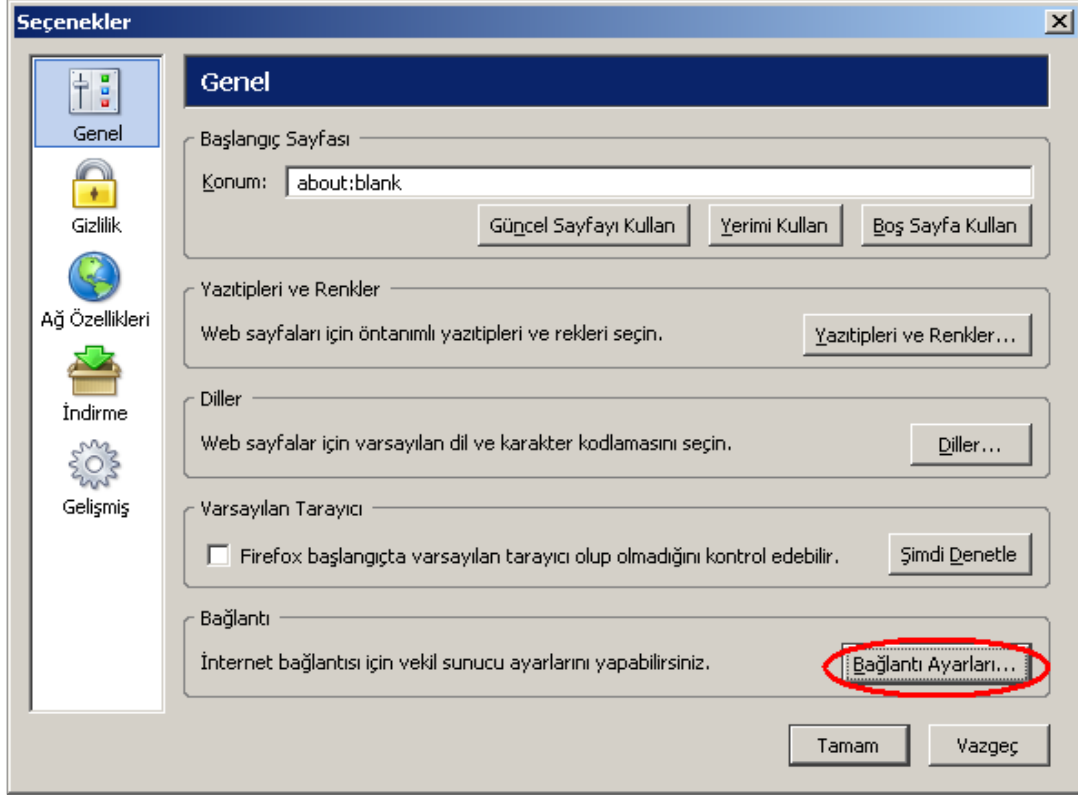 Seçenekler
Genel
Gizlilik
Ağ Özellikleri
İndirme
Gelişmiş
Genel
Başlangıç Sayfası
Konum: about:blank
Güncel Sayfayı Kullan Yerimi Kullan Boş Sayfa Kullan
Yazıtipleri ve Renkler
Web sayfaları için öntanımlı yazıtipleri ve rekleri seçin. Yazıtipleri ve Renkler...
Diller
Web sayfalar için varsayılan dil ve karakter kodlamasını seçin. Diller...
Varsayılan Tarayıcı
Firefox başlangıçta varsayılan tarayıcı olup olmadığını kontrol edebilir. Şimdi Denetle
Bağlantı
İnternet bağlantısı için vekil sunucu ayarlarını yapabilirsiniz. Bağlantı Ayarları...
Tamam Vazgeç